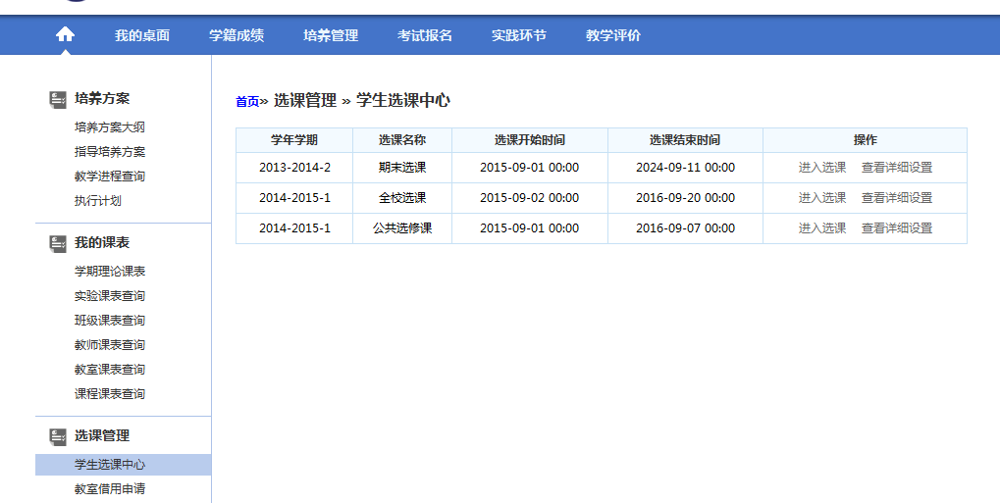 我的桌面 学籍成绩 培养管理 考试报名 实践环节 教学评价
培养方案
培养方案大纲
指导培养方案
教学进程查询
执行计划
我的课表
学期理论课表
实验课表查询
班级课表查询
教师课表查询
教室课表查询
课程课表查询
选课管理
学生选课中心
教室借用申请
首页» 选课管理 » 学生选课中心
学年学期 选课名称 选课开始时间 选课结束时间 操作
2013-2014-2 期末选课 2015-09-01 00:00 2024-09-11 00:00 进入选课 查看详细设置
2014-2015-1 全校选课 2015-09-02 00:00 2016-09-20 00:00 进入选课 查看详细设置
2014-2015-1 公共选修课 2015-09-01 00:00 2016-09-07 00:00 进入选课 查看详细设置